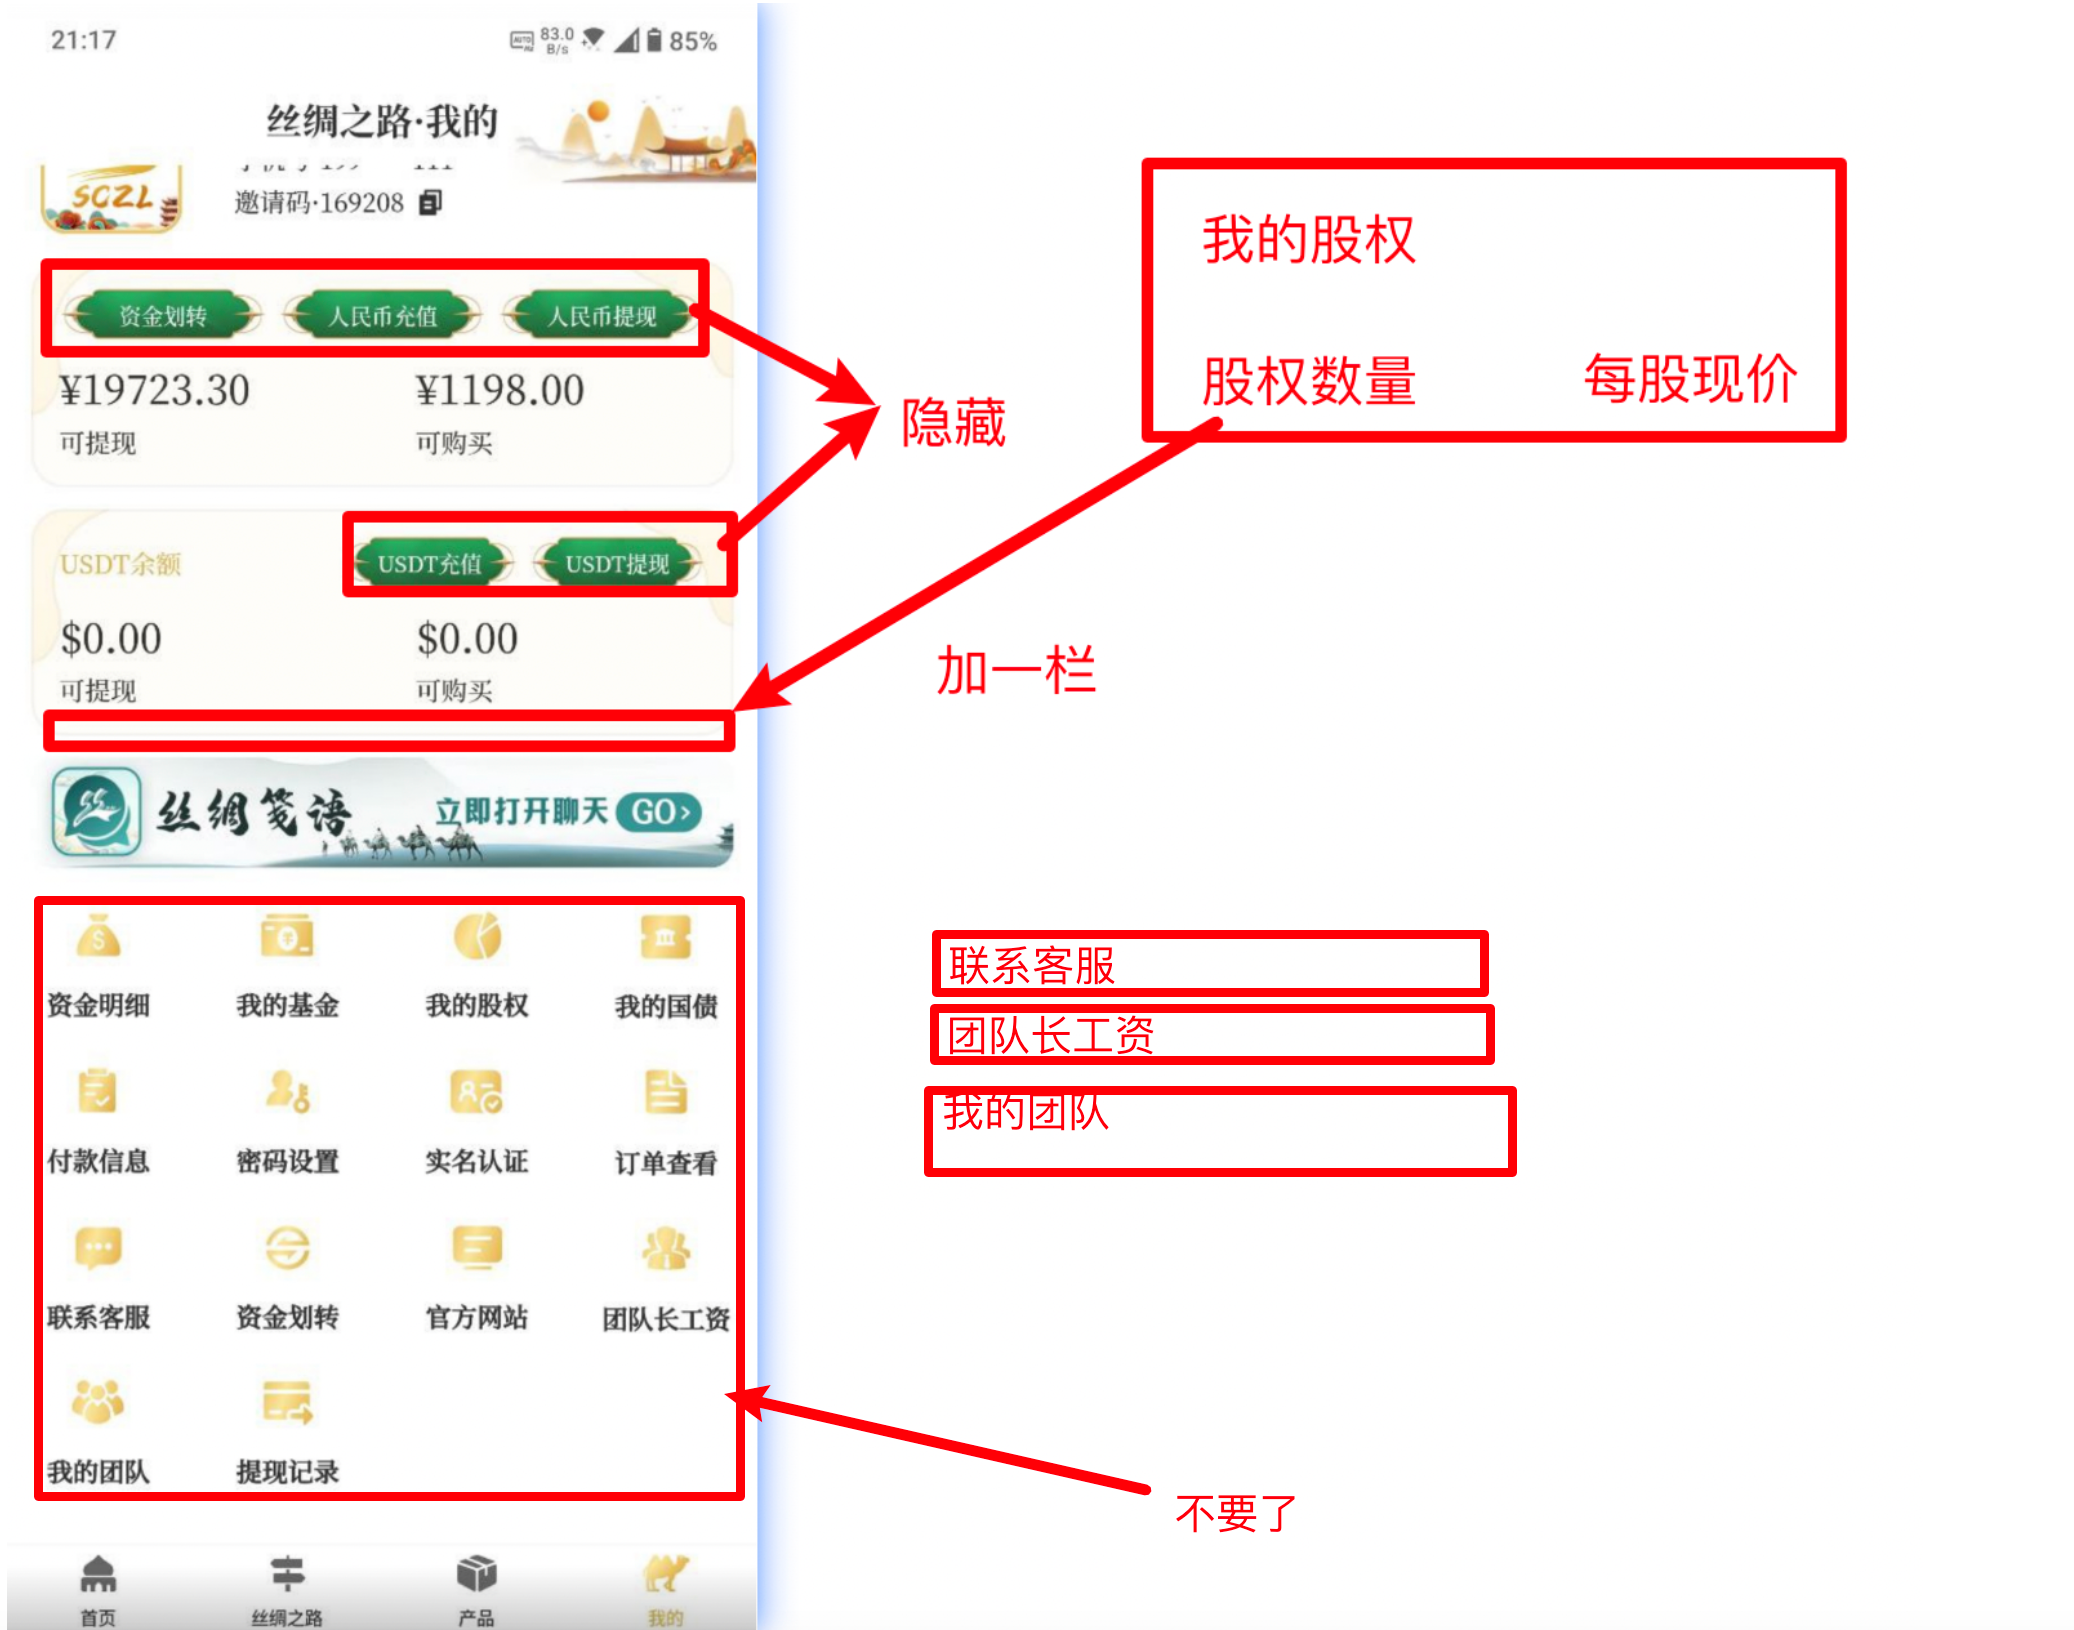 21:17
83.0
B/s
85%
丝绸之路·我的
SCZL
邀请码·169208
资金划转 人民币充值 人民币提现
¥19723.30 ¥1198.00
可提现 可购买
USDT余额 USDT充值 USDT提现
$0.00 $0.00
可提现 可购买
丝绸笺语 立即打开聊天 GO›
资金明细 我的基金 我的股权 我的国债
付款信息 密码设置 实名认证 订单查看
联系客服 资金划转 官方网站 团队长工资
我的团队 提现记录
首页 丝绸之路 产品 我的
我的股权
股权数量 每股现价
隐藏
加一栏
联系客服
团队长工资
我的团队
不要了